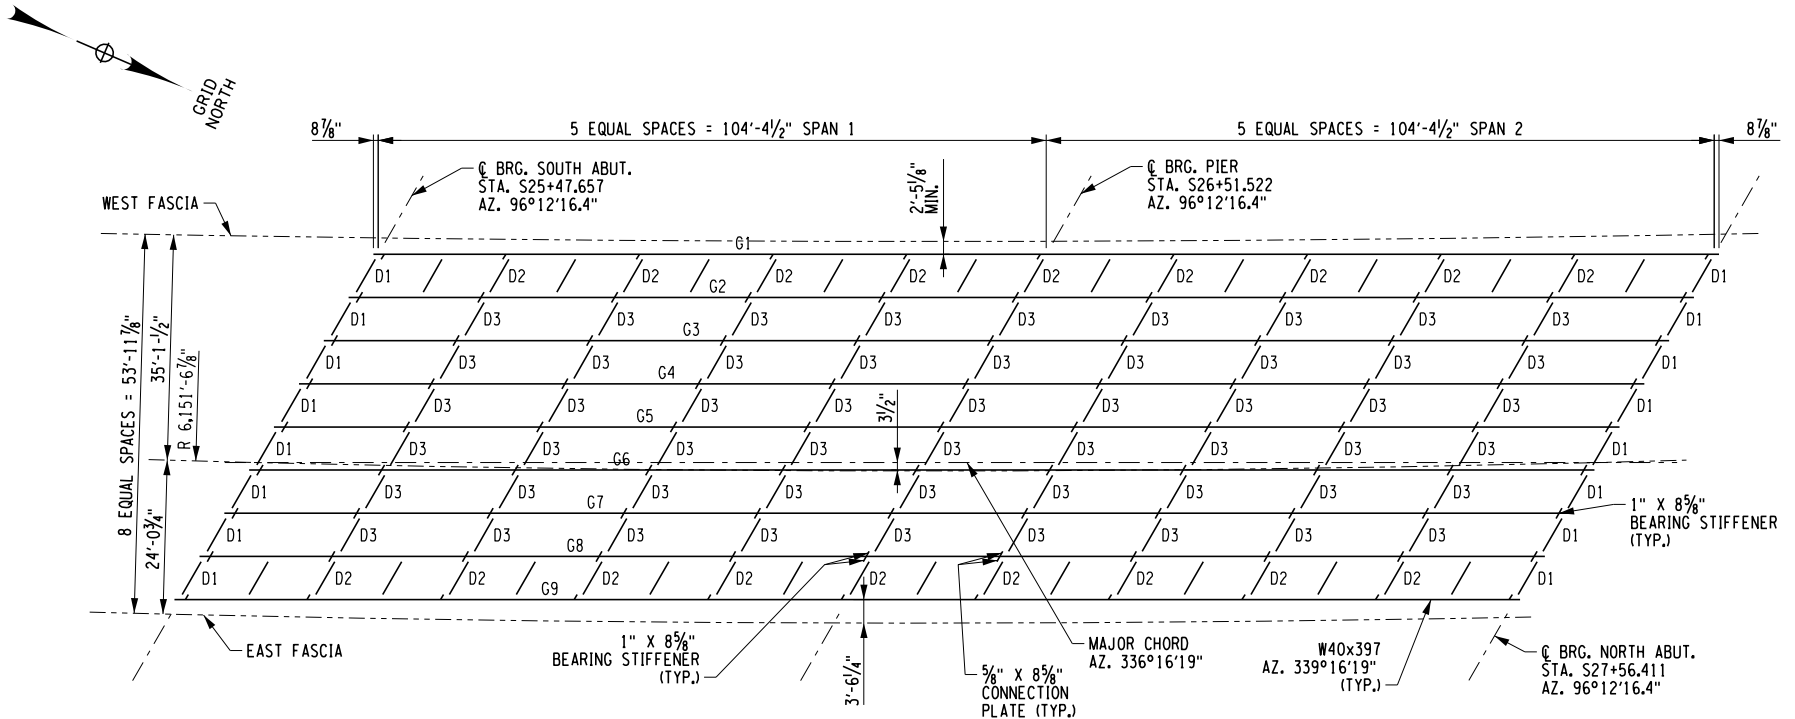 GRID
NORTH
8⅞"
5 EQUAL SPACES = 104'-4½" SPAN 1
5 EQUAL SPACES = 104'-4½" SPAN 2
8⅞"
℄ BRG. SOUTH ABUT.
STA. S25+47.657
AZ. 96°12'16.4"
2'-5⅛"
MIN.
℄ BRG. PIER
STA. S26+51.522
AZ. 96°12'16.4"
WEST FASCIA
G1
D1 D2 D2 D2 D2 D2 D2 D2 D2 D2 D1
G2
D1 D3 D3 D3 D3 D3 D3 D3 D3 D3 D1
G3
D1 D3 D3 D3 D3 D3 D3 D3 D3 D3 D1
G4
D1 D3 D3 D3 D3 D3 D3 D3 D3 D3 D1
G5
D1 D3 D3 D3 D3 D3 D3 D3 D3 D3 D1
G6
D1 D3 D3 D3 D3 D3 D3 D3 D3 D3 D1
G7
D1 D3 D3 D3 D3 D3 D3 D3 D3 D3 D1
G8
D1 D2 D2 D2 D2 D2 D2 D2 D2 D2 D1
G9
8 EQUAL SPACES = 53'-11⅞"
35'-1-½"
R 6,151'-6⅞"
24'-0¾"
3½"
1" X 8⅝"
BEARING STIFFENER
(TYP.)
EAST FASCIA
1" X 8⅝"
BEARING STIFFENER
(TYP.)
3'-6¼"
⅝" X 8⅝"
CONNECTION
PLATE (TYP.)
MAJOR CHORD
AZ. 336°16'19"
W40x397
AZ. 339°16'19"
(TYP.)
℄ BRG. NORTH ABUT.
STA. S27+56.411
AZ. 96°12'16.4"